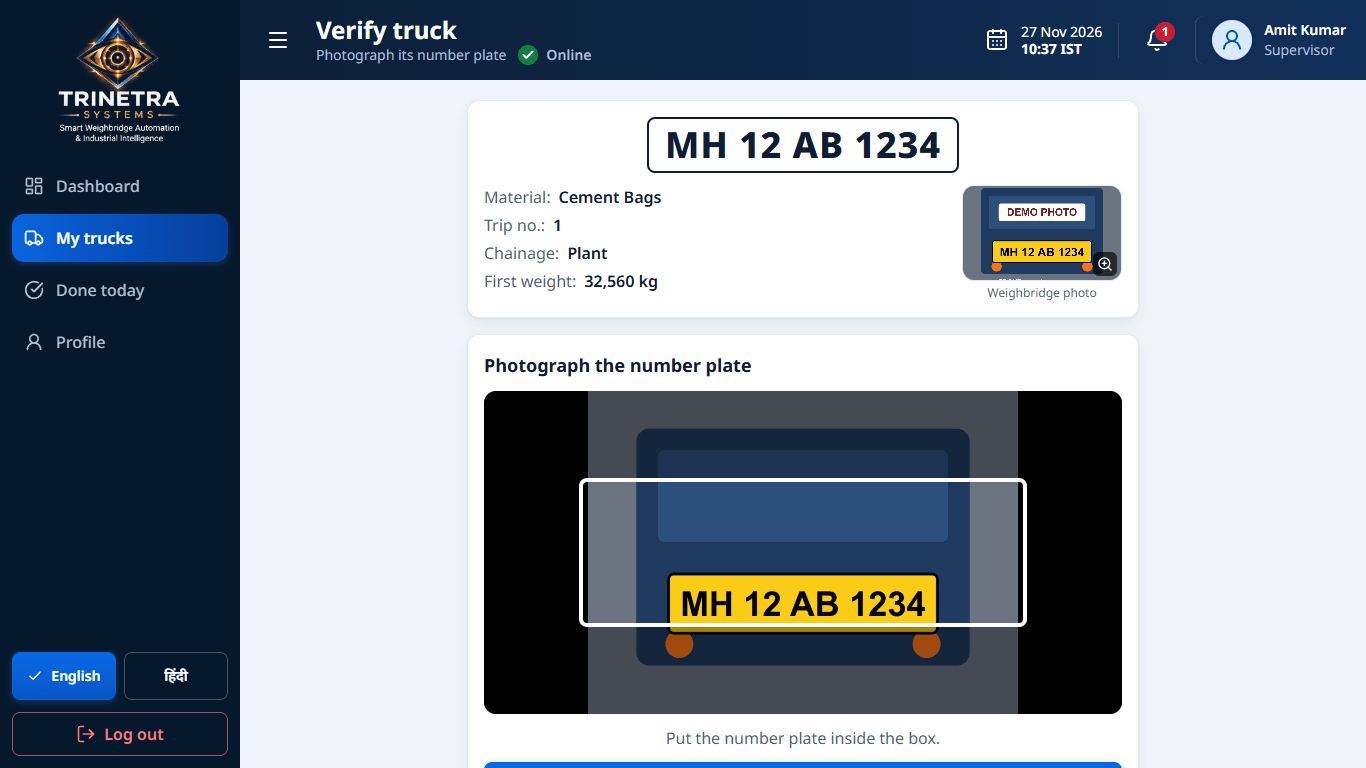 TRINETRA
SYSTEMS
Smart Weighbridge Automation
& Industrial Intelligence
Dashboard
My trucks
Done today
Profile
English
हिंदी
Log out
Verify truck
Photograph its number plate
Online
27 Nov 2026
10:37 IST
1
Amit Kumar
Supervisor
MH 12 AB 1234
Material: Cement Bags
Trip no.: 1
Chainage: Plant
First weight: 32,560 kg
DEMO PHOTO
MH 12 AB 1234
Weighbridge photo
Photograph the number plate
MH 12 AB 1234
Put the number plate inside the box.